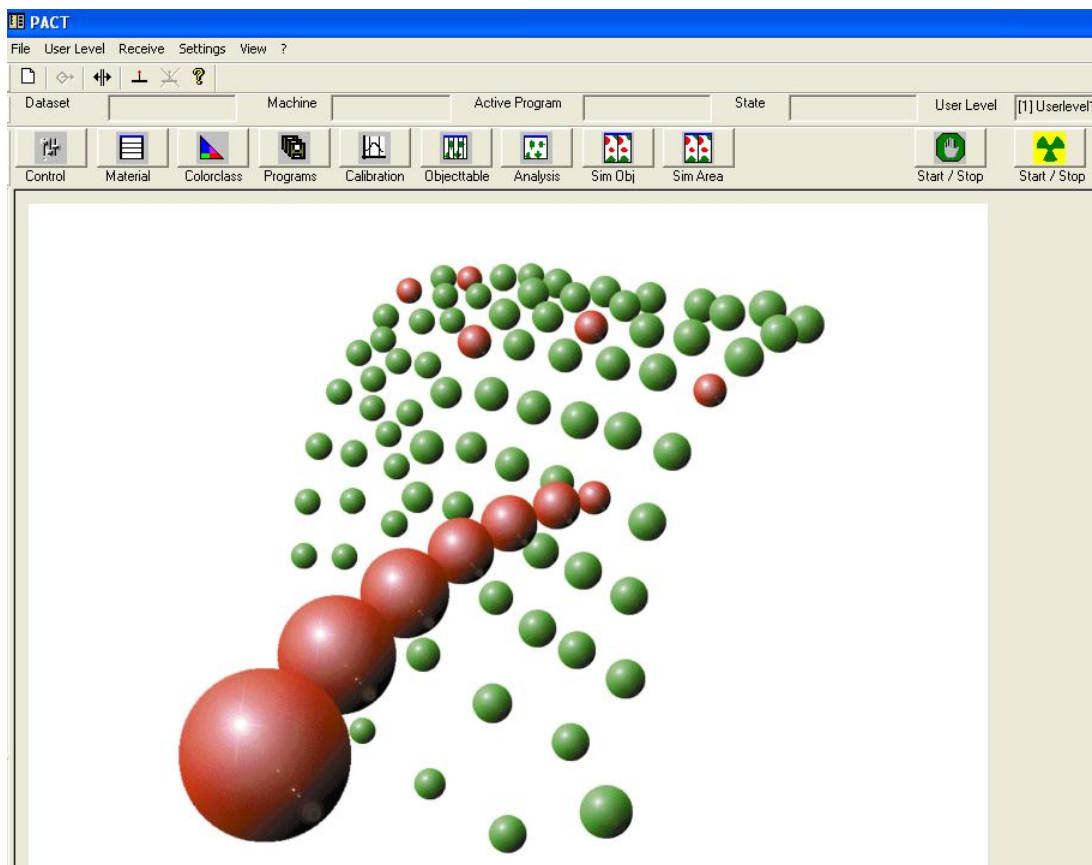 PACT
File User Level Receive Settings View ?
Dataset Machine Active Program State User Level [1] Userlevel1
Control Material Colorclass Programs Calibration Objecttable Analysis Sim Obj Sim Area Start / Stop Start / Stop